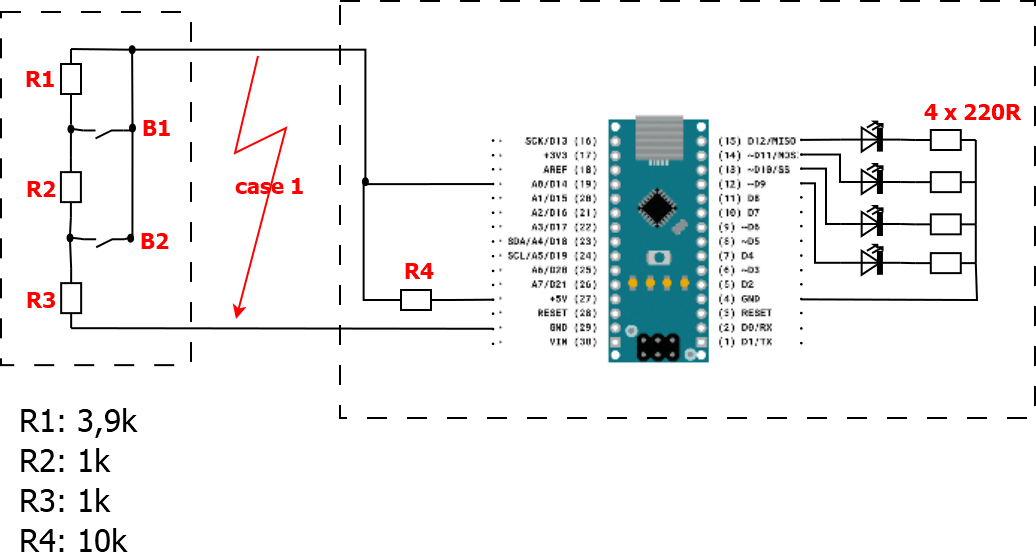 R1
B1
R2
B2
R3
case 1
R4
4 x 220R
SCK/D13 (16)
+3V3 (17)
AREF (18)
A0/D14 (19)
A1/D15 (20)
A2/D16 (21)
A3/D17 (22)
SDA/A4/D18 (23)
SCL/A5/D19 (24)
A6/D20 (25)
A7/D21 (26)
+5V (27)
RESET (28)
GND (29)
VIN (30)
(15) D12/MISO
(14) ~D11/MOSI
(13) ~D10/SS
(12) ~D9
(11) D8
(10) D7
(9) ~D6
(8) ~D5
(7) D4
(6) ~D3
(5) D2
(4) GND
(3) RESET
(2) D0/RX
(1) D1/TX
R1: 3,9k
R2: 1k
R3: 1k
R4: 10k